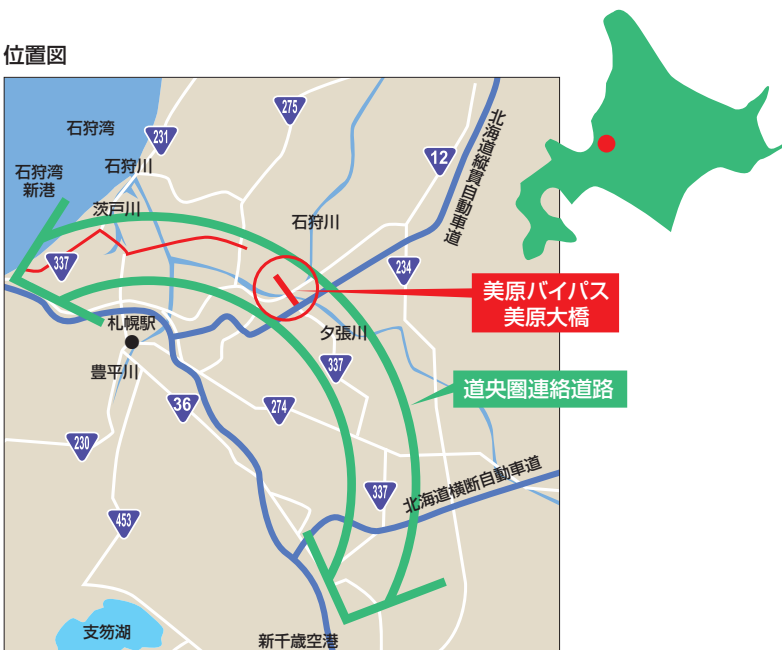 位置図
275
石狩湾
231
北海道縦貫自動車道
12
石狩川
石狩湾
新港
茨戸川
石狩川
337
234
美原バイパス
美原大橋
札幌駅
夕張川
豊平川
337
道央圏連絡道路
36
274
230
北海道横断自動車道
337
453
支笏湖
新千歳空港